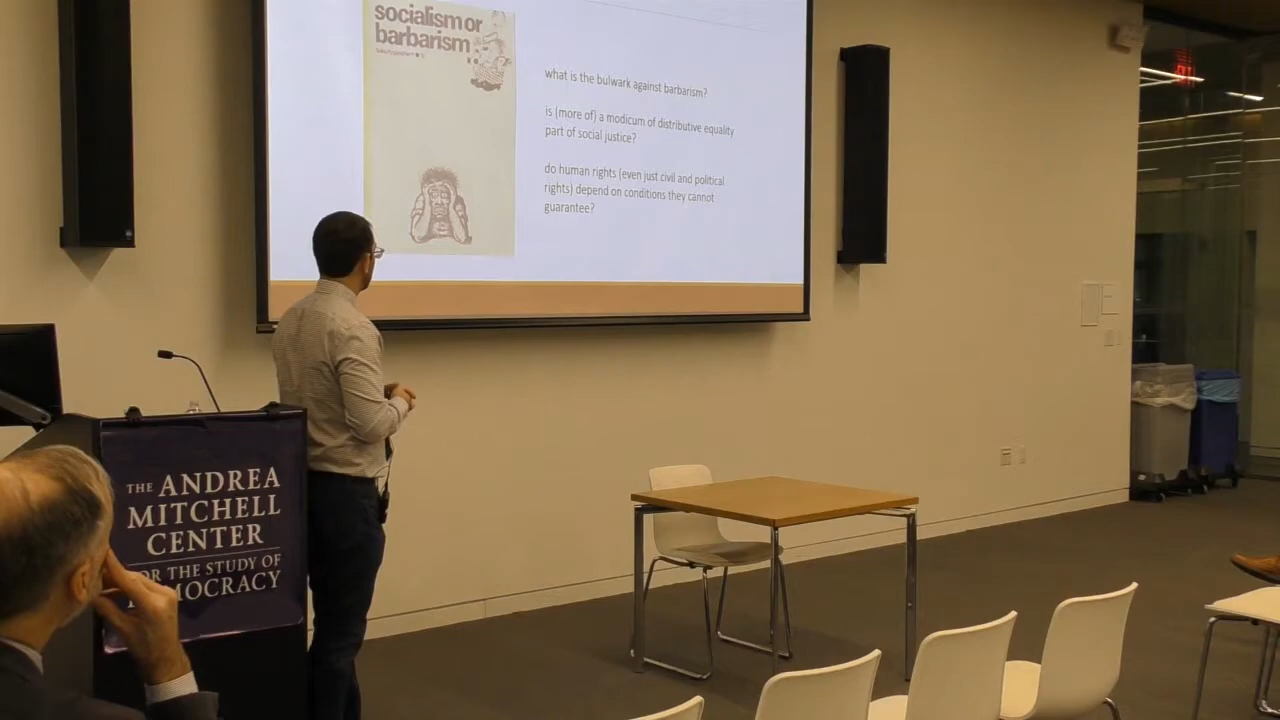 socialism or
barbarism
what is the bulwark against barbarism?
is (more of) a modicum of distributive equality
part of social justice?
do human rights (even just civil and political
rights) depend on conditions they cannot
guarantee?
THE ANDREA
MITCHELL
CENTER
OR THE STUDY OF
MOCRACY